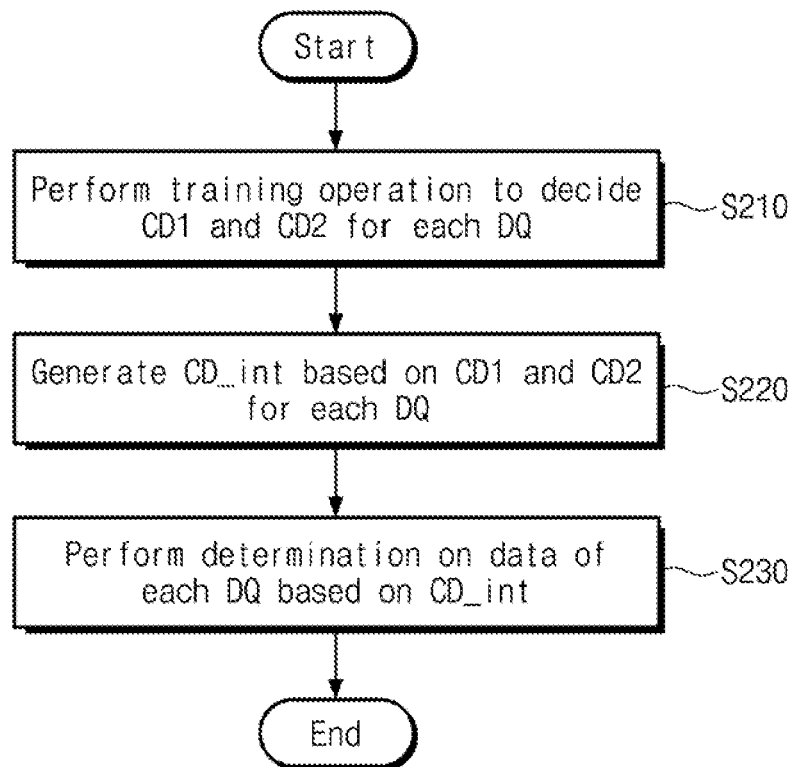 Start
Perform training operation to decide
CD1 and CD2 for each DQ
S210
Generate CD_int based on CD1 and CD2
for each DQ
S220
Perform determination on data of
each DQ based on CD_int
S230
End